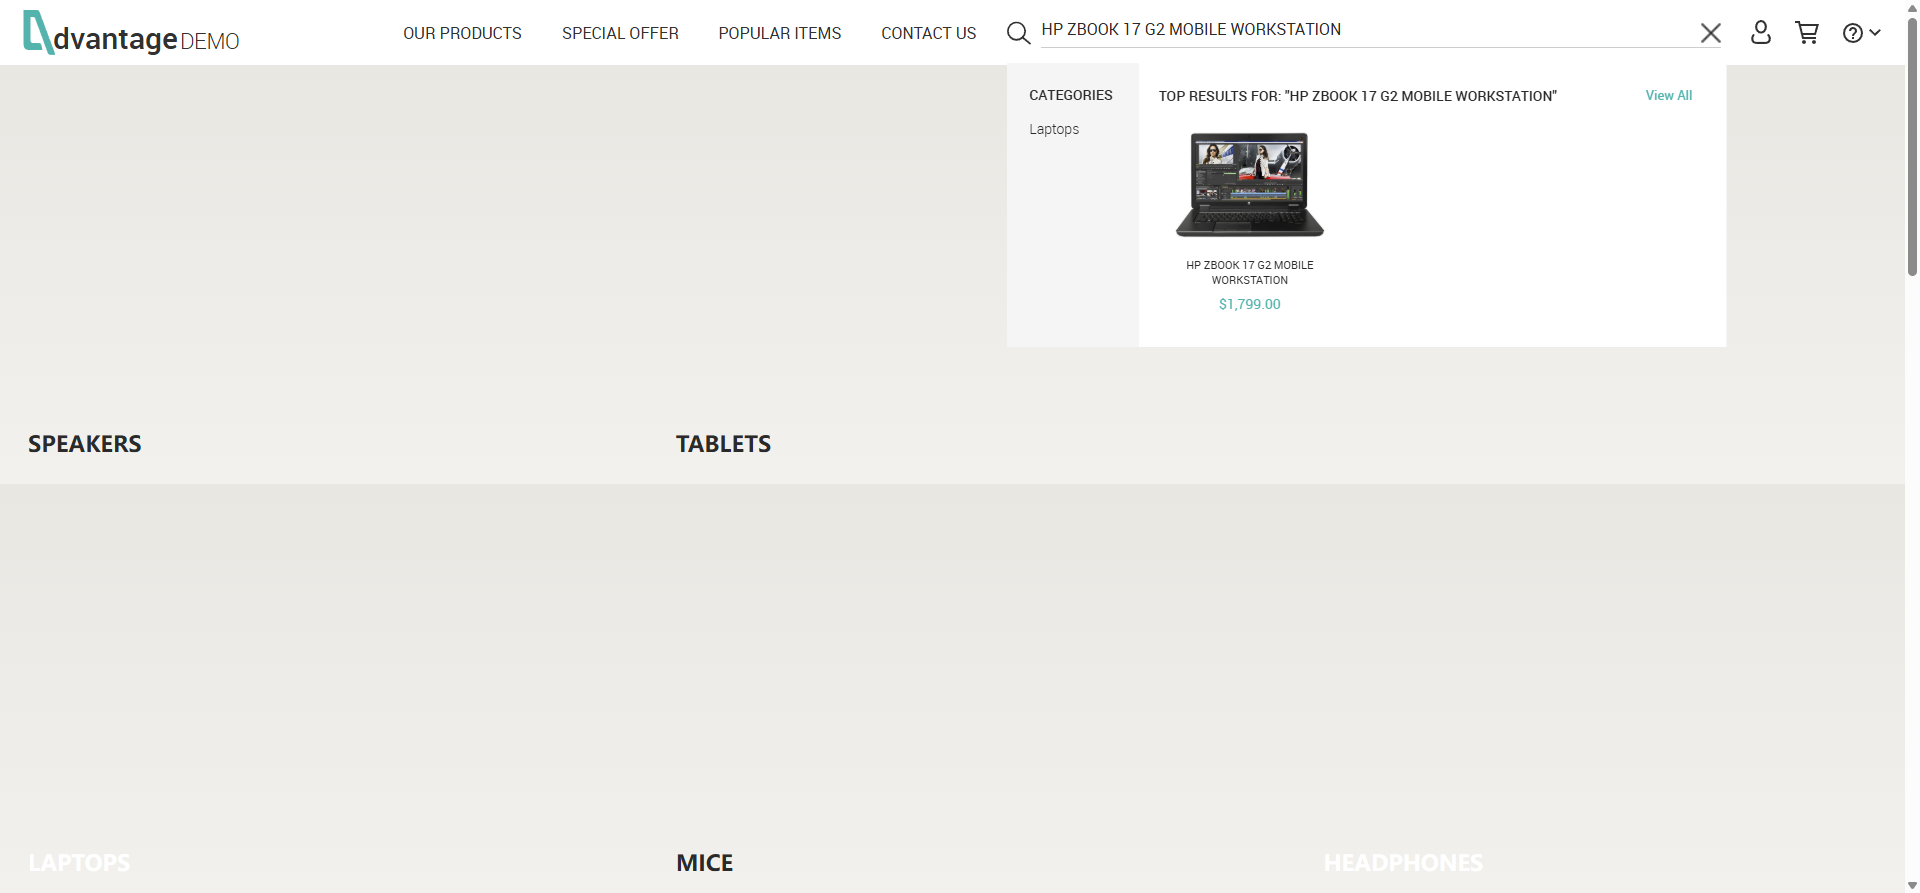 dvantage DEMO
OUR PRODUCTS
SPECIAL OFFER
POPULAR ITEMS
CONTACT US
HP ZBOOK 17 G2 MOBILE WORKSTATION
CATEGORIES
Laptops
TOP RESULTS FOR: "HP ZBOOK 17 G2 MOBILE WORKSTATION"
View All
HP ZBOOK 17 G2 MOBILE
WORKSTATION
$1,799.00
SPEAKERS
TABLETS
LAPTOPS
MICE
HEADPHONES